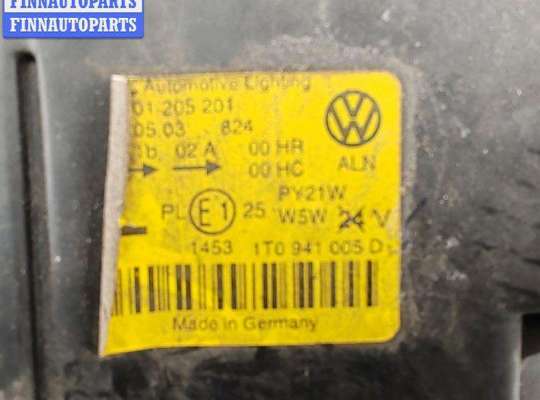 FINNAUTOPARTS
FINNAUTOPARTS
Automotive Lighting
01 205 201
05.03 824
b 02 A 00 HR
00 HC
ALN
PY21W
PL E1 25 W5W 24 V
1453 1T0 941 005 D
Made in Germany